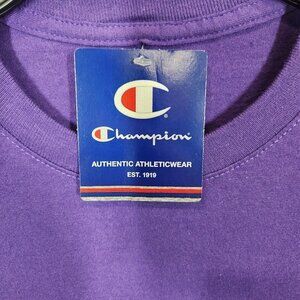 Champion
AUTHENTIC ATHLETICWEAR
EST. 1919